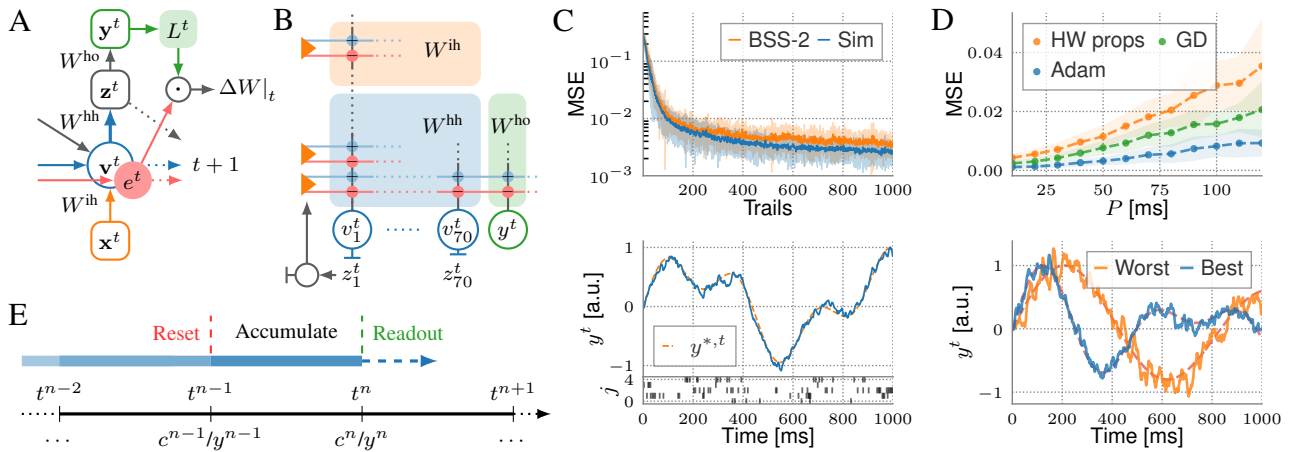 A
y^t
L^t
W^ho
z^t
ΔW|_t
W^hh
v^t
t + 1
e^t
W^ih
x^t
B
W^ih
W^hh
W^ho
v_1^t
v_70^t
y^t
z_1^t
z_70^t
C
BSS-2
Sim
MSE
10^−1
10^−2
10^−3
0 200 400 600 800 1000
Trails
y^t [a.u.]
1
0
−1
y^*,t
j
4
0
0 200 400 600 800 1000
Time [ms]
D
HW props
GD
Adam
MSE
0.04
0.02
0.00
25 50 75 100
P [ms]
Worst
Best
y^t [a.u.]
1
0
−1
0 200 400 600 800 1000
Time [ms]
E
Reset
Accumulate
Readout
t^n−2 t^n−1 t^n t^n+1
... c^n−1/y^n−1 c^n/y^n ...